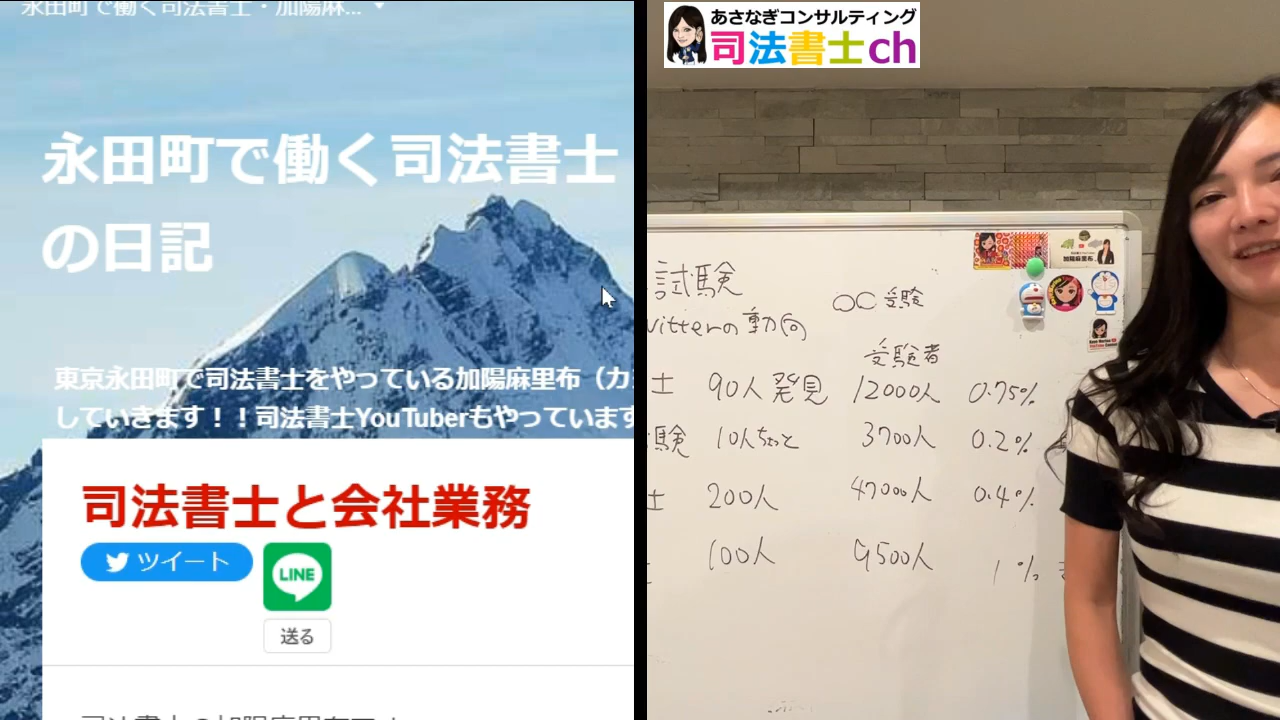 永田町で働く司法書士・加陽麻...
永田町で働く司法書士
の日記
東京永田町で司法書士をやっている加陽麻里布（カ
していきます！！司法書士YouTuberもやっています
司法書士と会社業務
ツイート
LINE
送る
あさなぎコンサルティング
司法書士ch
加陽麻里布
試験
〇〇受験
witterの動向
受験者
士 90人発見 12000人 0.75%
験 10人ちょっと 3700人 0.2%
士 200人 47000人 0.4%
100人 9500人 1%